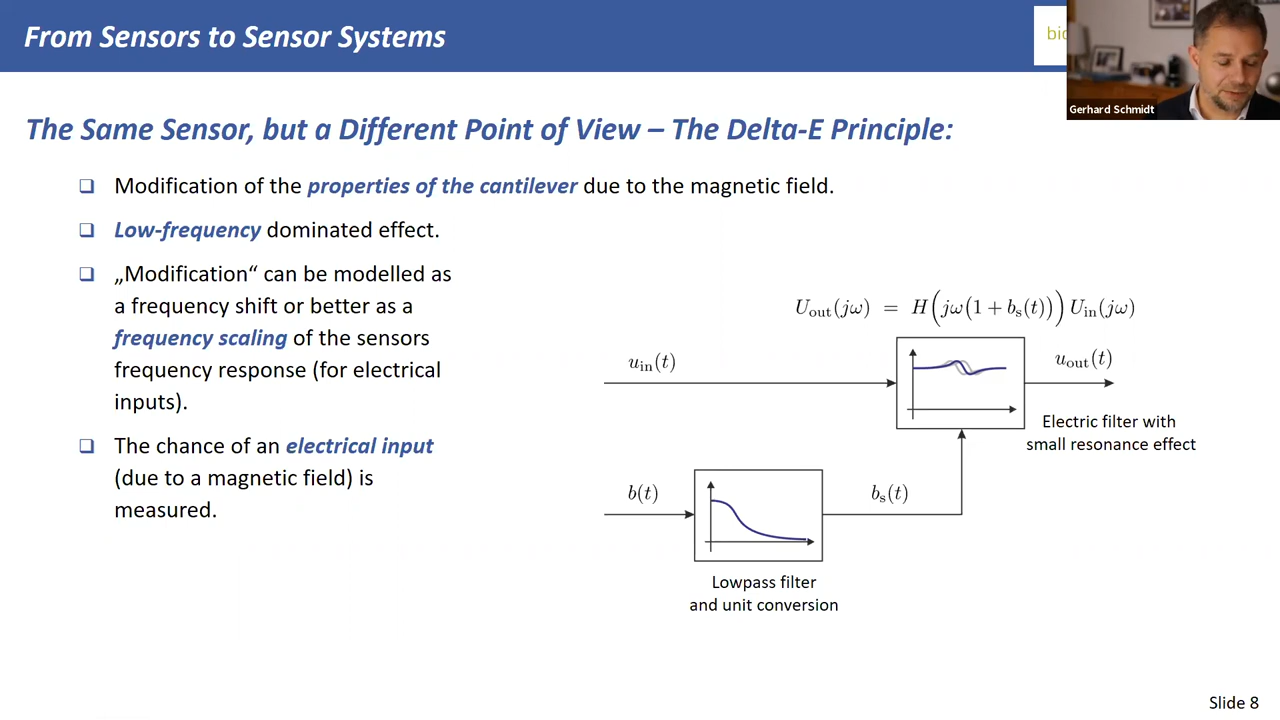 From Sensors to Sensor Systems
bio
Gerhard Schmidt
The Same Sensor, but a Different Point of View – The Delta-E Principle:
❑ Modification of the properties of the cantilever due to the magnetic field.
❑ Low-frequency dominated effect.
❑ „Modification“ can be modelled as
a frequency shift or better as a
frequency scaling of the sensors
frequency response (for electrical
inputs).
❑ The chance of an electrical input
(due to a magnetic field) is
measured.
U_out(jω) = H(jω(1 + b_s(t))) U_in(jω)
u_in(t)
u_out(t)
Electric filter with
small resonance effect
b(t)
b_s(t)
Lowpass filter
and unit conversion
Slide 8